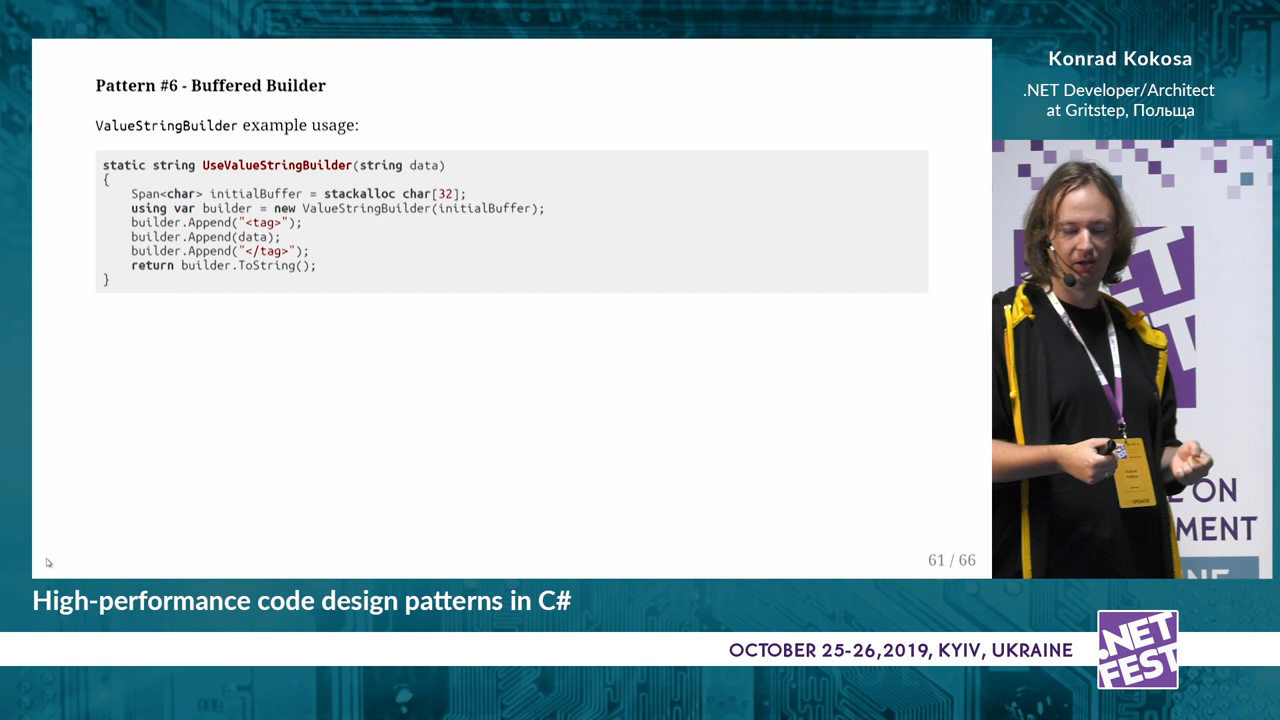 Pattern #6 - Buffered Builder
ValueStringBuilder example usage:
static string UseValueStringBuilder(string data)
{
    Span<char> initialBuffer = stackalloc char[32];
    using var builder = new ValueStringBuilder(initialBuffer);
    builder.Append("<tag>");
    builder.Append(data);
    builder.Append("</tag>");
    return builder.ToString();
}
61 / 66
Konrad Kokosa
.NET Developer/Architect
at Gritstep, Польща
High-performance code design patterns in C#
OCTOBER 25-26,2019, KYIV, UKRAINE
.NET
FEST